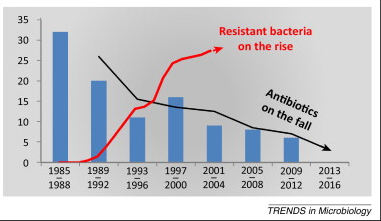 35
30
25
20
15
10
5
0
Resistant bacteria
on the rise
Antibiotics
on the fall
1985 1989 1993 1997 2001 2005 2009 2013
– – – – – – – –
1988 1992 1996 2000 2004 2008 2012 2016
TRENDS in Microbiology